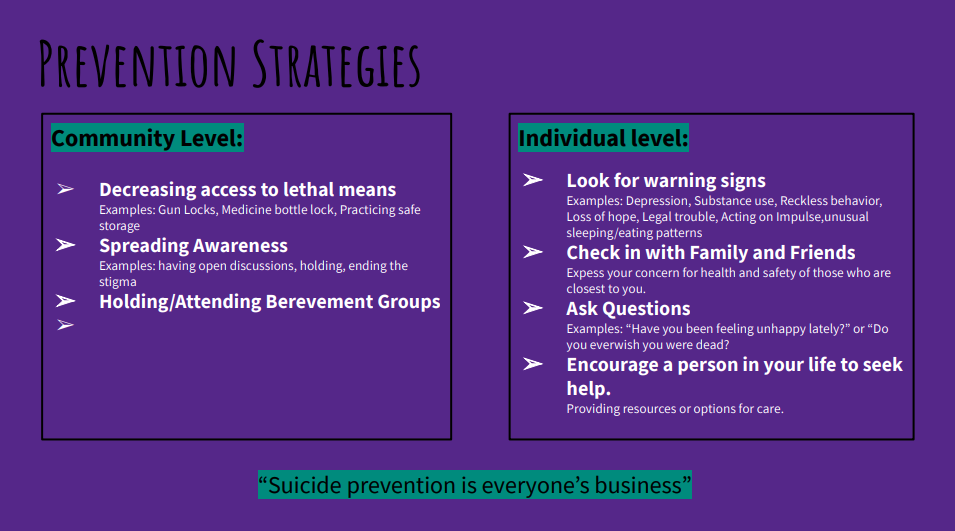 Prevention Strategies
Community Level:
➢ Decreasing access to lethal means
Examples: Gun Locks, Medicine bottle lock, Practicing safe
storage
➢ Spreading Awareness
Examples: having open discussions, holding, ending the
stigma
➢ Holding/Attending Berevement Groups
➢
Individual level:
➢ Look for warning signs
Examples: Depression, Substance use, Reckless behavior,
Loss of hope, Legal trouble, Acting on Impulse,unusual
sleeping/eating patterns
➢ Check in with Family and Friends
Expess your concern for health and safety of those who are
closest to you.
➢ Ask Questions
Examples: “Have you been feeling unhappy lately?” or “Do
you everwish you were dead?
➢ Encourage a person in your life to seek
help.
Providing resources or options for care.
“Suicide prevention is everyone’s business”